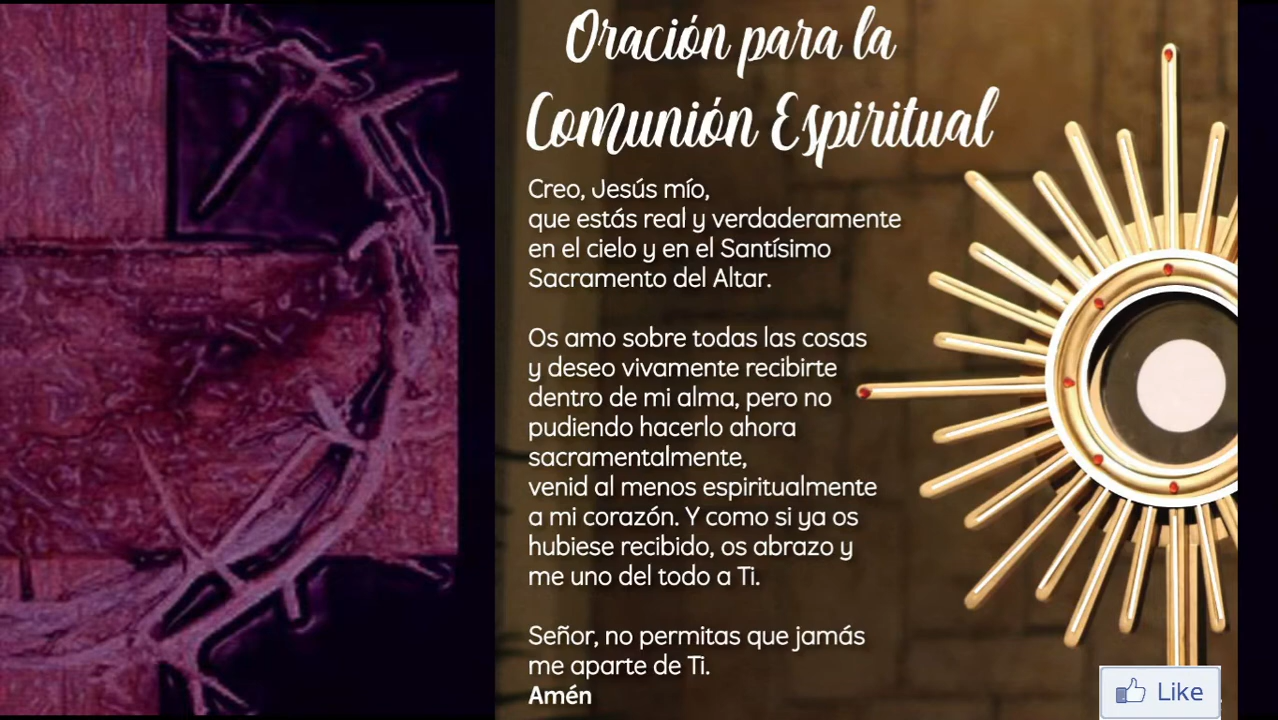 Oración para la
Comunión Espiritual
Creo, Jesús mío,
que estás real y verdaderamente
en el cielo y en el Santísimo
Sacramento del Altar.
Os amo sobre todas las cosas
y deseo vivamente recibirte
dentro de mi alma, pero no
pudiendo hacerlo ahora
sacramentalmente,
venid al menos espiritualmente
a mi corazón. Y como si ya os
hubiese recibido, os abrazo y
me uno del todo a Ti.
Señor, no permitas que jamás
me aparte de Ti.
Amén
Like